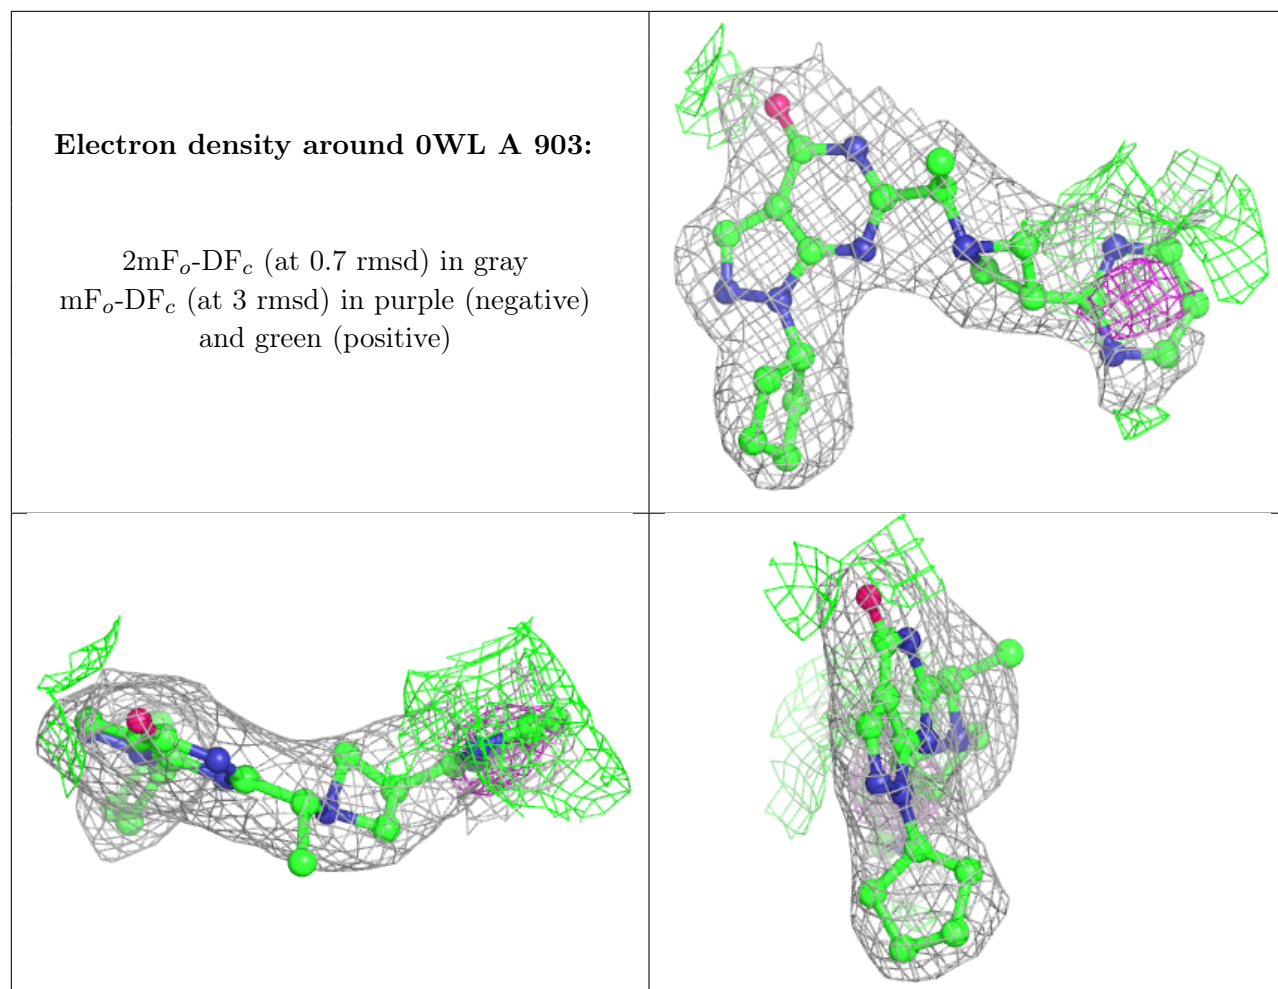 Electron density around 0WL A 903:
2mFo-DFc (at 0.7 rmsd) in gray
mFo-DFc (at 3 rmsd) in purple (negative)
and green (positive)